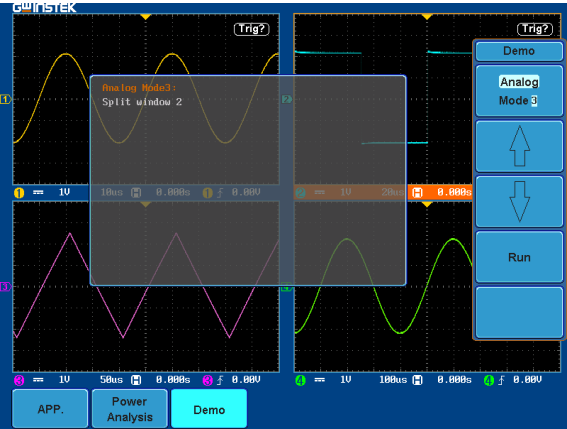 GWINSTEK
Trig?
Trig?
Demo
Analog
Mode 3
Analog Mode3:
Split window 2
1
2
1 1V 10us H 0.000s 1 0.00V
2 1V 20us H 0.000s
Run
3
1V 50us H 0.000s 3 0.00V
4 1V 100us H 0.000s 4 0.00V
APP.
Power
Analysis
Demo